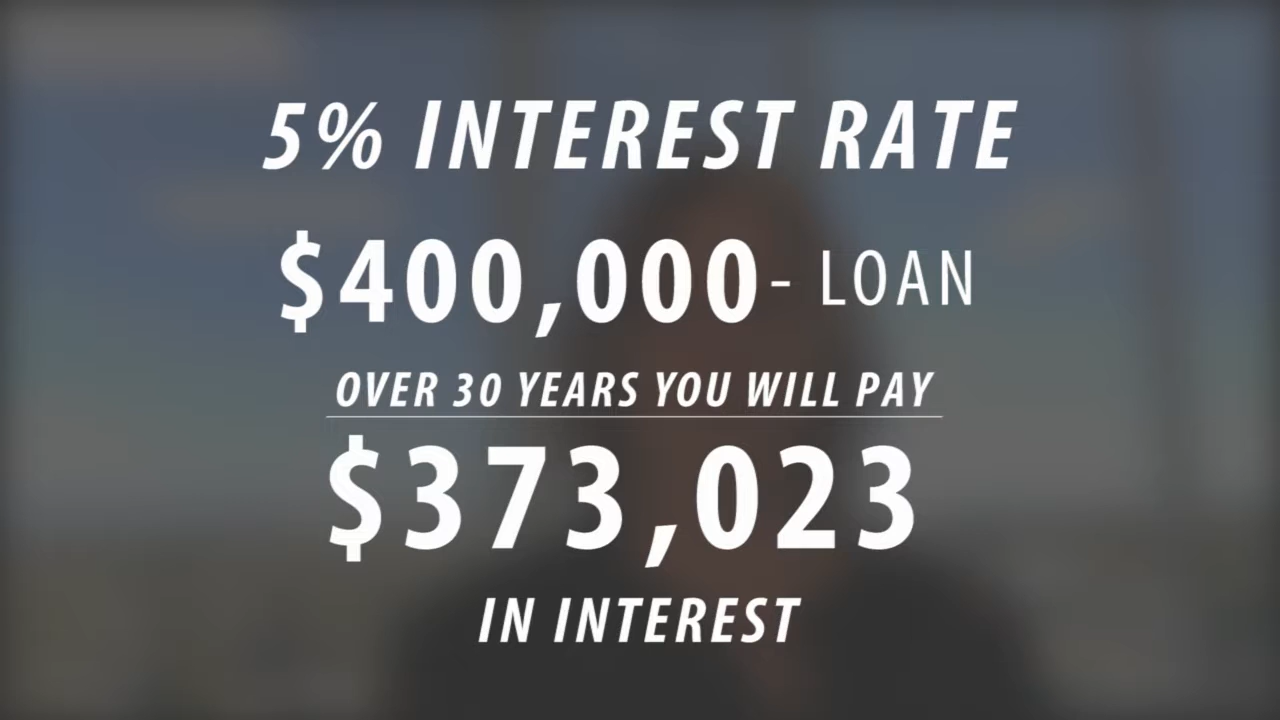 5% INTEREST RATE
$400,000- LOAN
OVER 30 YEARS YOU WILL PAY
$373,023
IN INTEREST